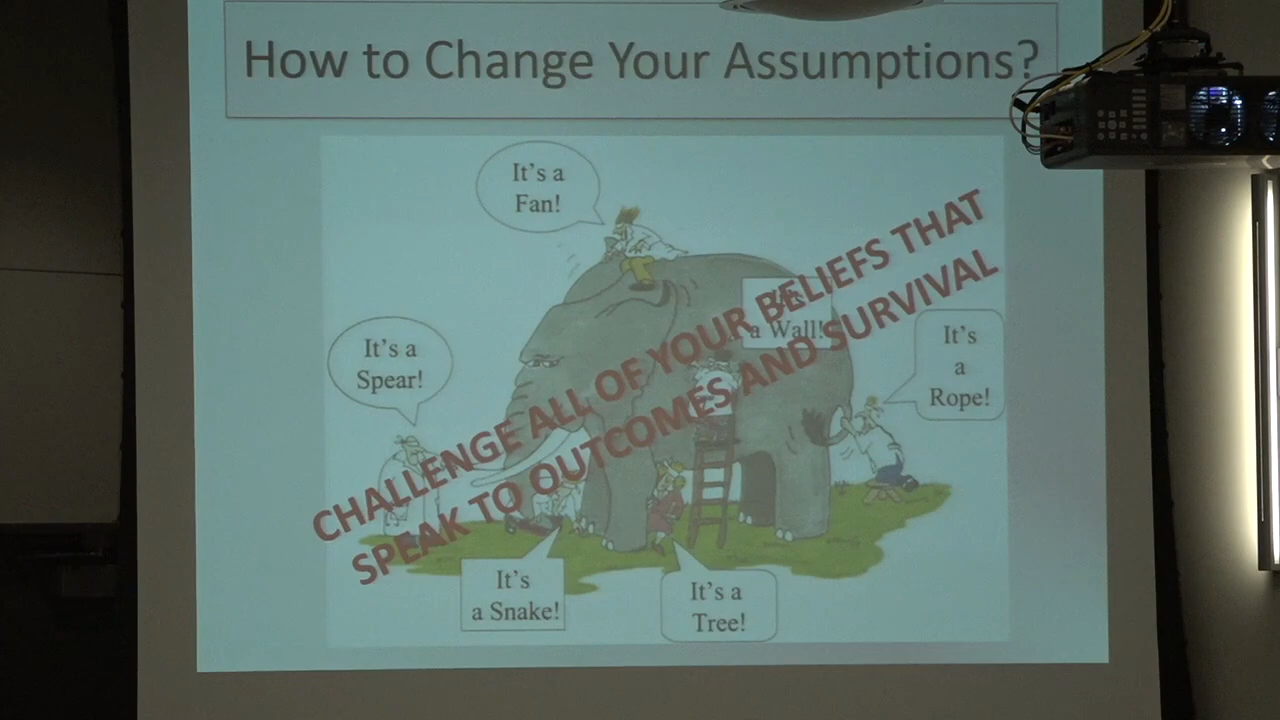 How to Change Your Assumptions?
It's a
Fan!
It's a
Spear!
a Wall!
It's
a
Rope!
CHALLENGE ALL OF YOUR BELIEFS THAT
SPEAK TO OUTCOMES AND SURVIVAL
It's
a Snake!
It's a
Tree!